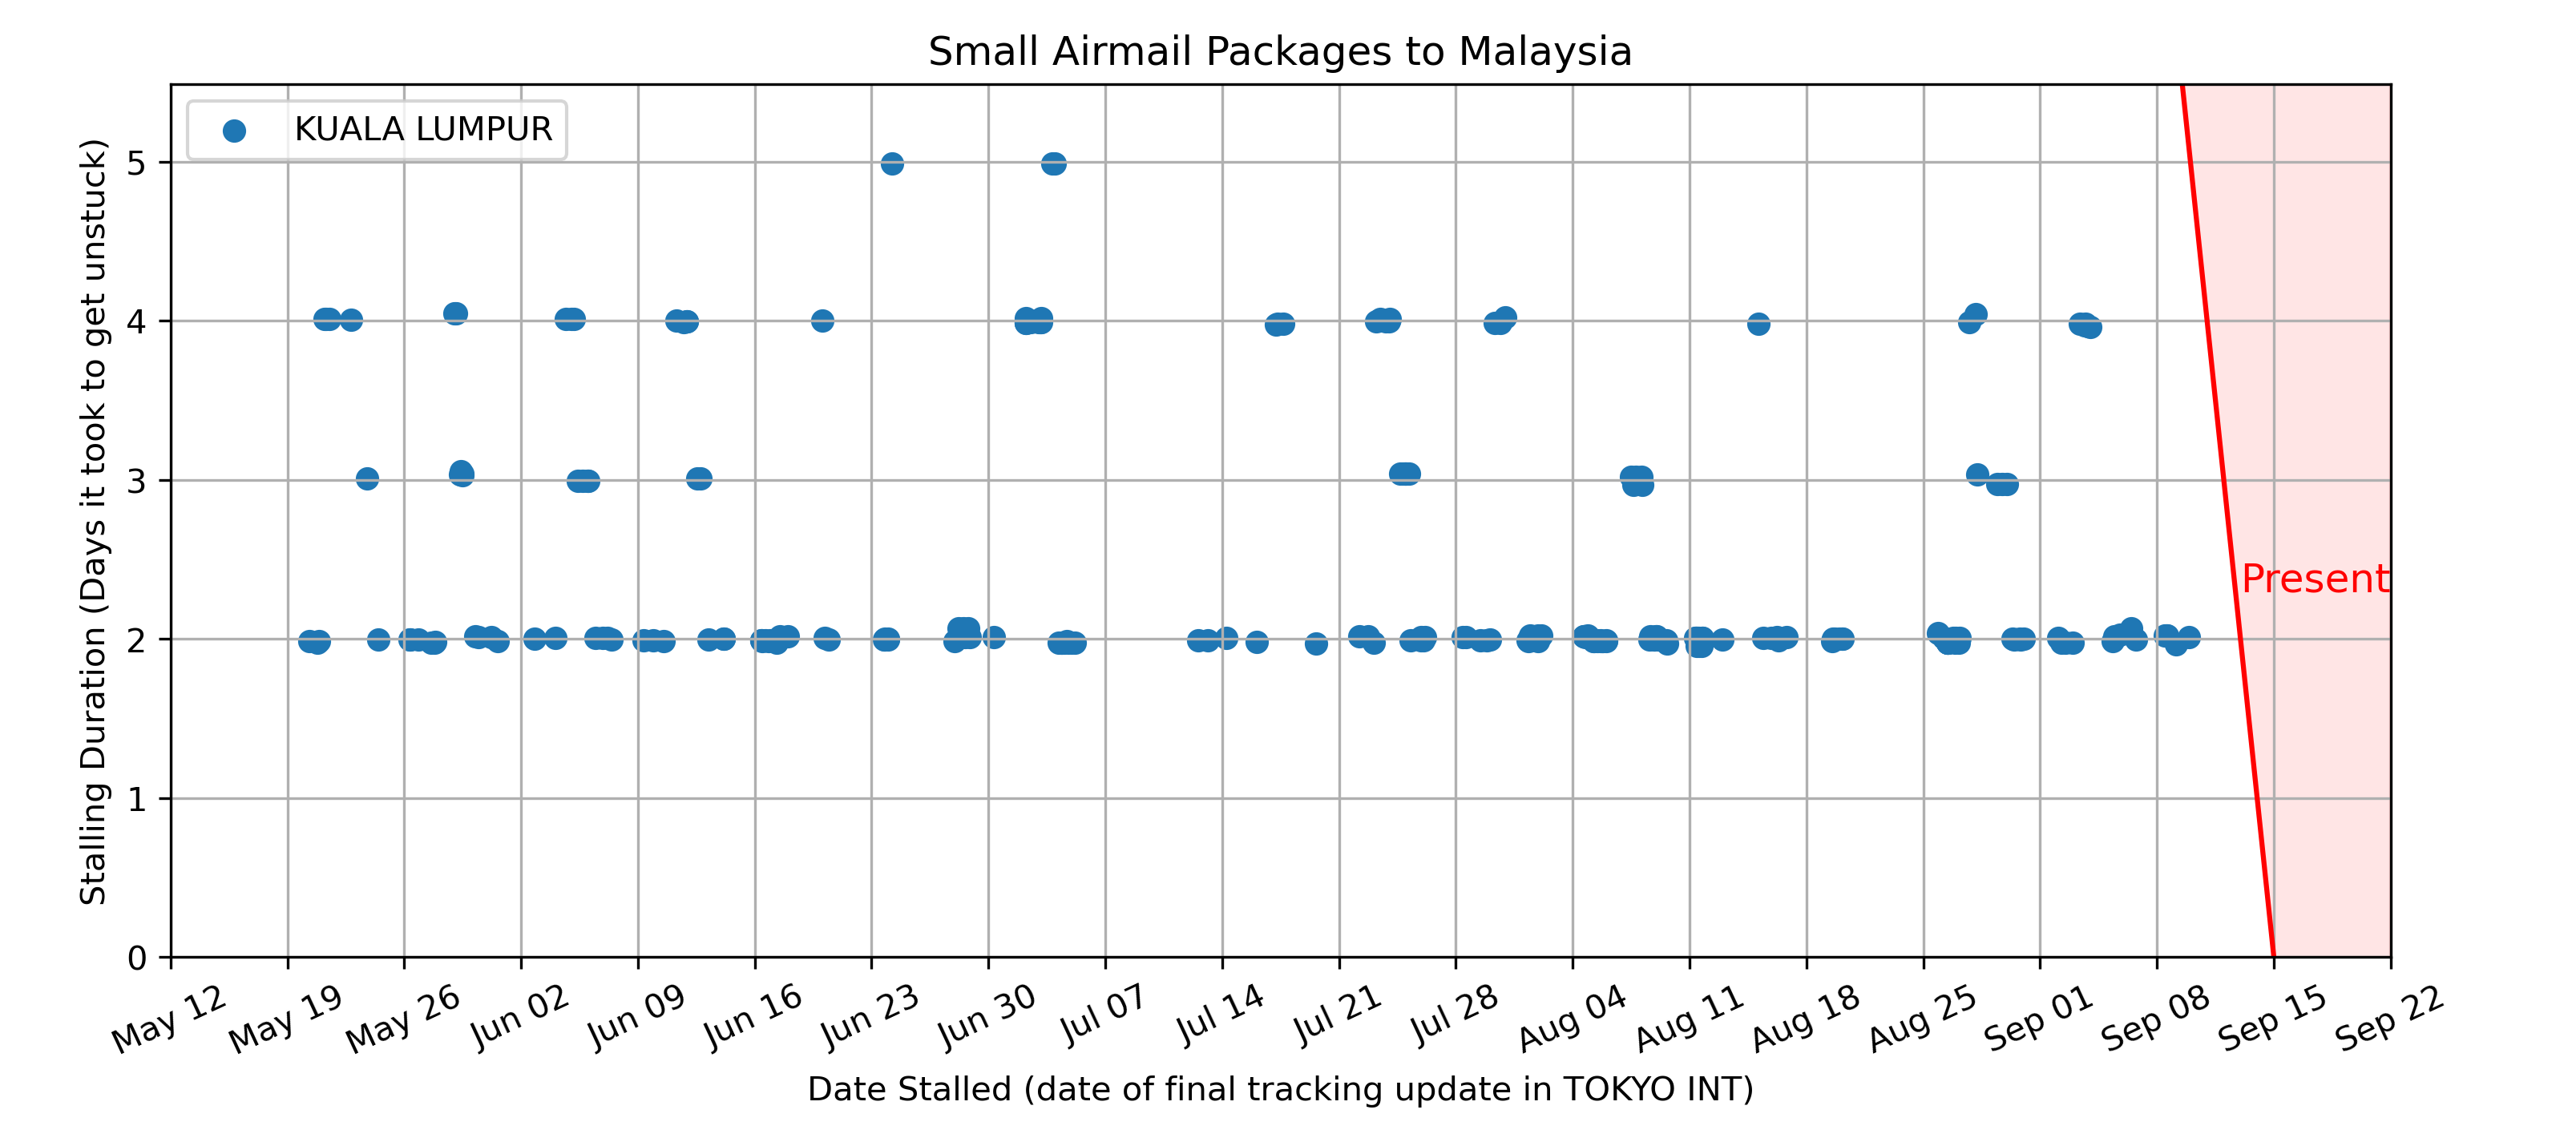 Small Airmail Packages to Malaysia
KUALA LUMPUR
Stalling Duration (Days it took to get unstuck)
5
4
3
2
1
0
Present
May 12
May 19
May 26
Jun 02
Jun 09
Jun 16
Jun 23
Jun 30
Jul 07
Jul 14
Jul 21
Jul 28
Aug 04
Aug 11
Aug 18
Aug 25
Sep 01
Sep 08
Sep 15
Sep 22
Date Stalled (date of final tracking update in TOKYO INT)